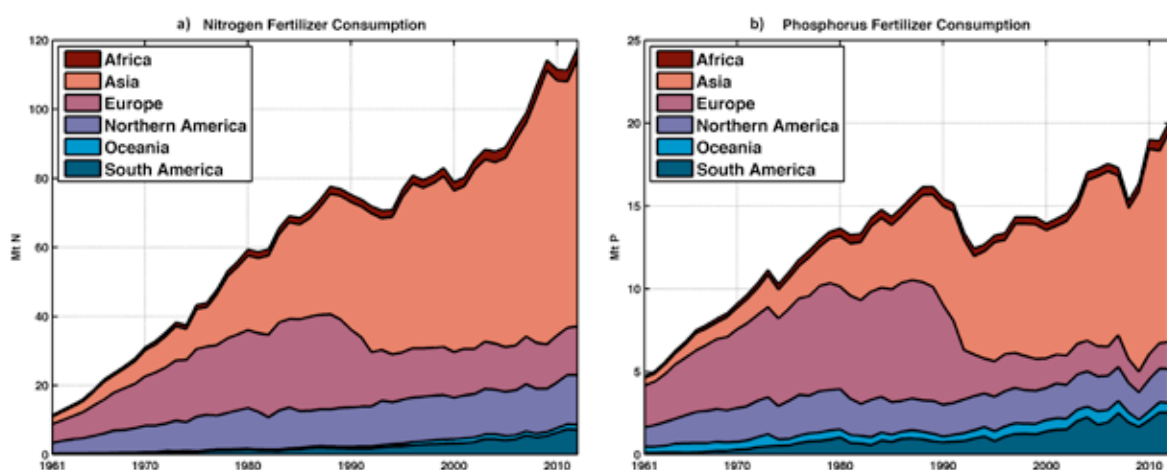 a) Nitrogen Fertilizer Consumption
120
100
80
60
40
20
0
Mt N
Africa
Asia
Europe
Northern America
Oceania
South America
1961
1970
1980
1990
2000
2010
b) Phosphorus Fertilizer Consumption
25
20
15
10
5
0
Mt P
Africa
Asia
Europe
Northern America
Oceania
South America
1961
1970
1980
1990
2000
2010